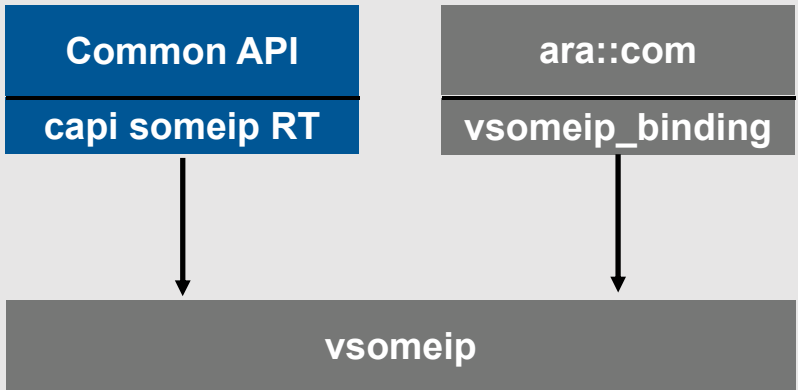 Common API
capi someip RT
ara::com
vsomeip_binding
vsomeip